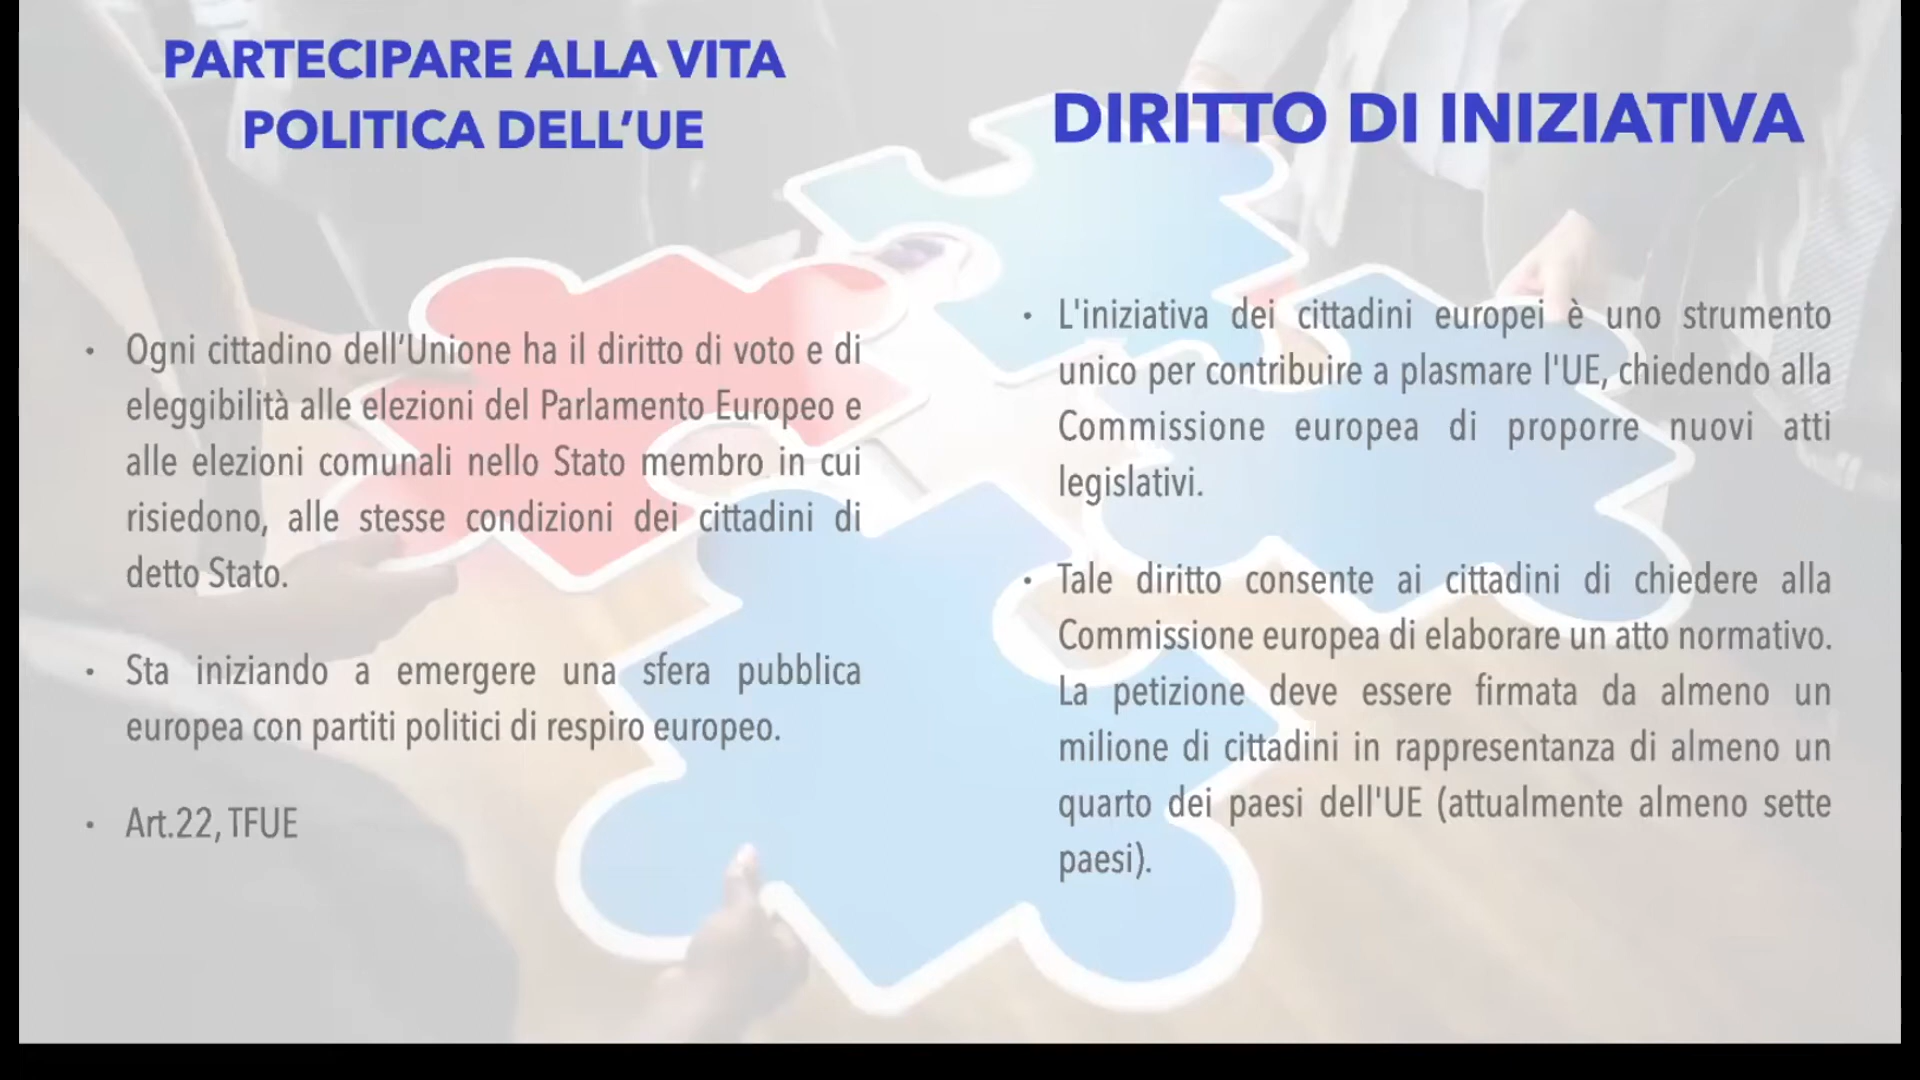 PARTECIPARE ALLA VITA
POLITICA DELL’UE
• Ogni cittadino dell’Unione ha il diritto di voto e di
eleggibilità alle elezioni del Parlamento Europeo e
alle elezioni comunali nello Stato membro in cui
risiedono, alle stesse condizioni dei cittadini di
detto Stato.
• Sta iniziando a emergere una sfera pubblica
europea con partiti politici di respiro europeo.
• Art.22, TFUE
DIRITTO DI INIZIATIVA
• L'iniziativa dei cittadini europei è uno strumento
unico per contribuire a plasmare l'UE, chiedendo alla
Commissione europea di proporre nuovi atti
legislativi.
• Tale diritto consente ai cittadini di chiedere alla
Commissione europea di elaborare un atto normativo.
La petizione deve essere firmata da almeno un
milione di cittadini in rappresentanza di almeno un
quarto dei paesi dell'UE (attualmente almeno sette
paesi).